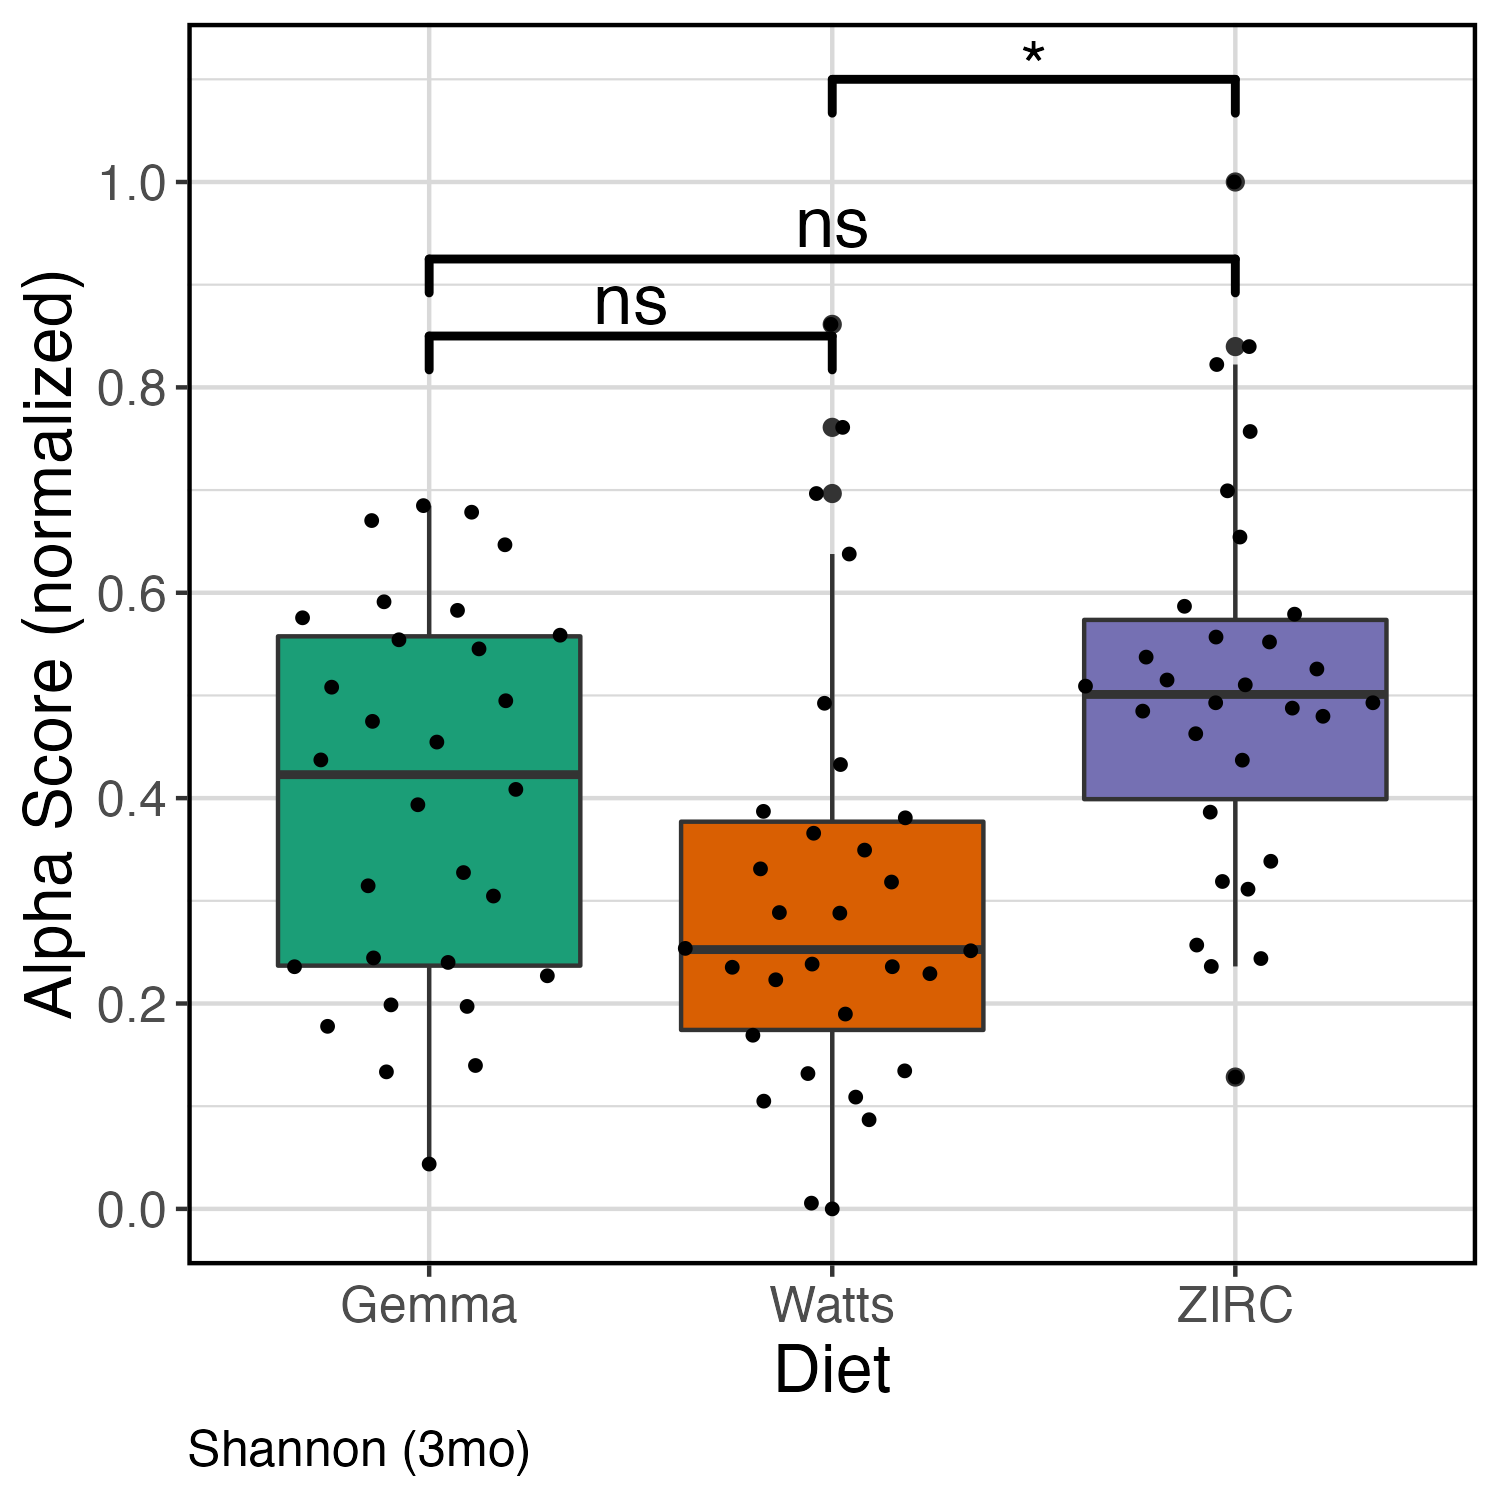 *
ns
ns
1.0
0.8
0.6
0.4
0.2
0.0
Alpha Score (normalized)
Gemma Watts ZIRC
Diet
Shannon (3mo)